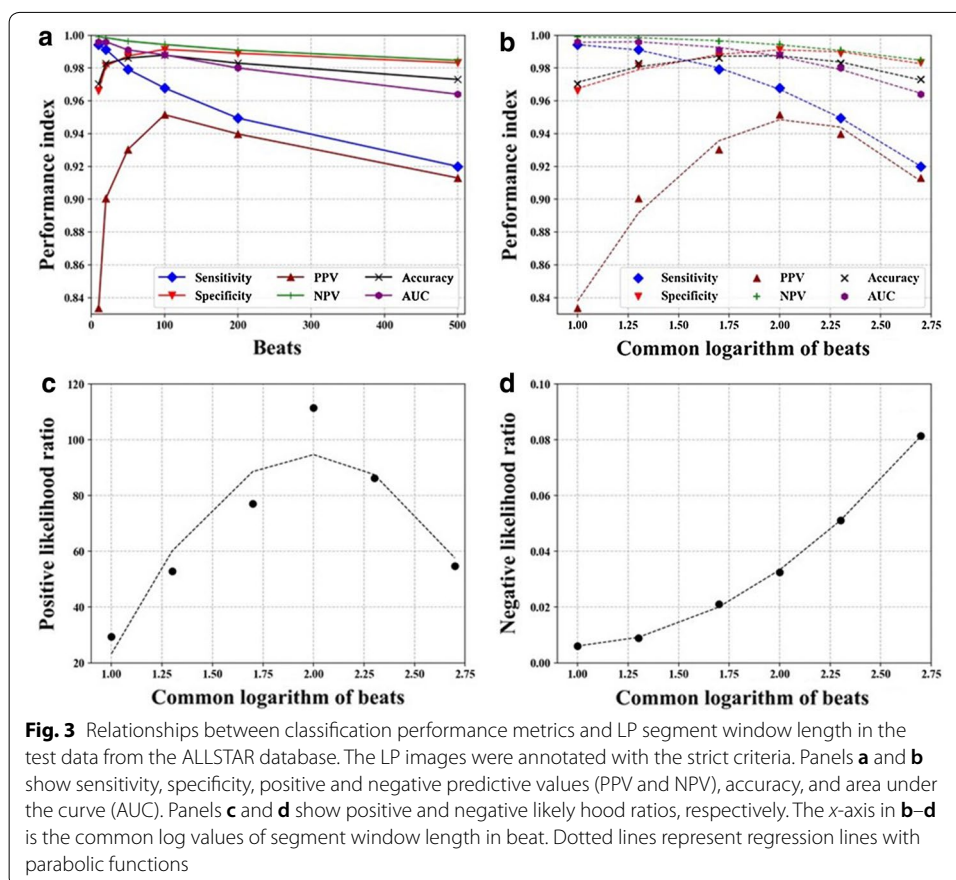 a
1.00
0.98
0.96
0.94
0.92
0.90
0.88
0.86
0.84
Performance index
Sensitivity PPV Accuracy
Specificity NPV AUC
0 100 200 300 400 500
Beats
b
1.00
0.98
0.96
0.94
0.92
0.90
0.88
0.86
0.84
Performance index
Sensitivity PPV Accuracy
Specificity NPV AUC
1.00 1.25 1.50 1.75 2.00 2.25 2.50 2.75
Common logarithm of beats
c
120
100
80
60
40
20
Positive likelihood ratio
1.00 1.25 1.50 1.75 2.00 2.25 2.50 2.75
Common logarithm of beats
d
0.10
0.08
0.06
0.04
0.02
0.00
Negative likelihood ratio
1.00 1.25 1.50 1.75 2.00 2.25 2.50 2.75
Common logarithm of beats
Fig. 3 Relationships between classification performance metrics and LP segment window length in the
test data from the ALLSTAR database. The LP images were annotated with the strict criteria. Panels a and b
show sensitivity, specificity, positive and negative predictive values (PPV and NPV), accuracy, and area under
the curve (AUC). Panels c and d show positive and negative likely hood ratios, respectively. The x-axis in b–d
is the common log values of segment window length in beat. Dotted lines represent regression lines with
parabolic functions